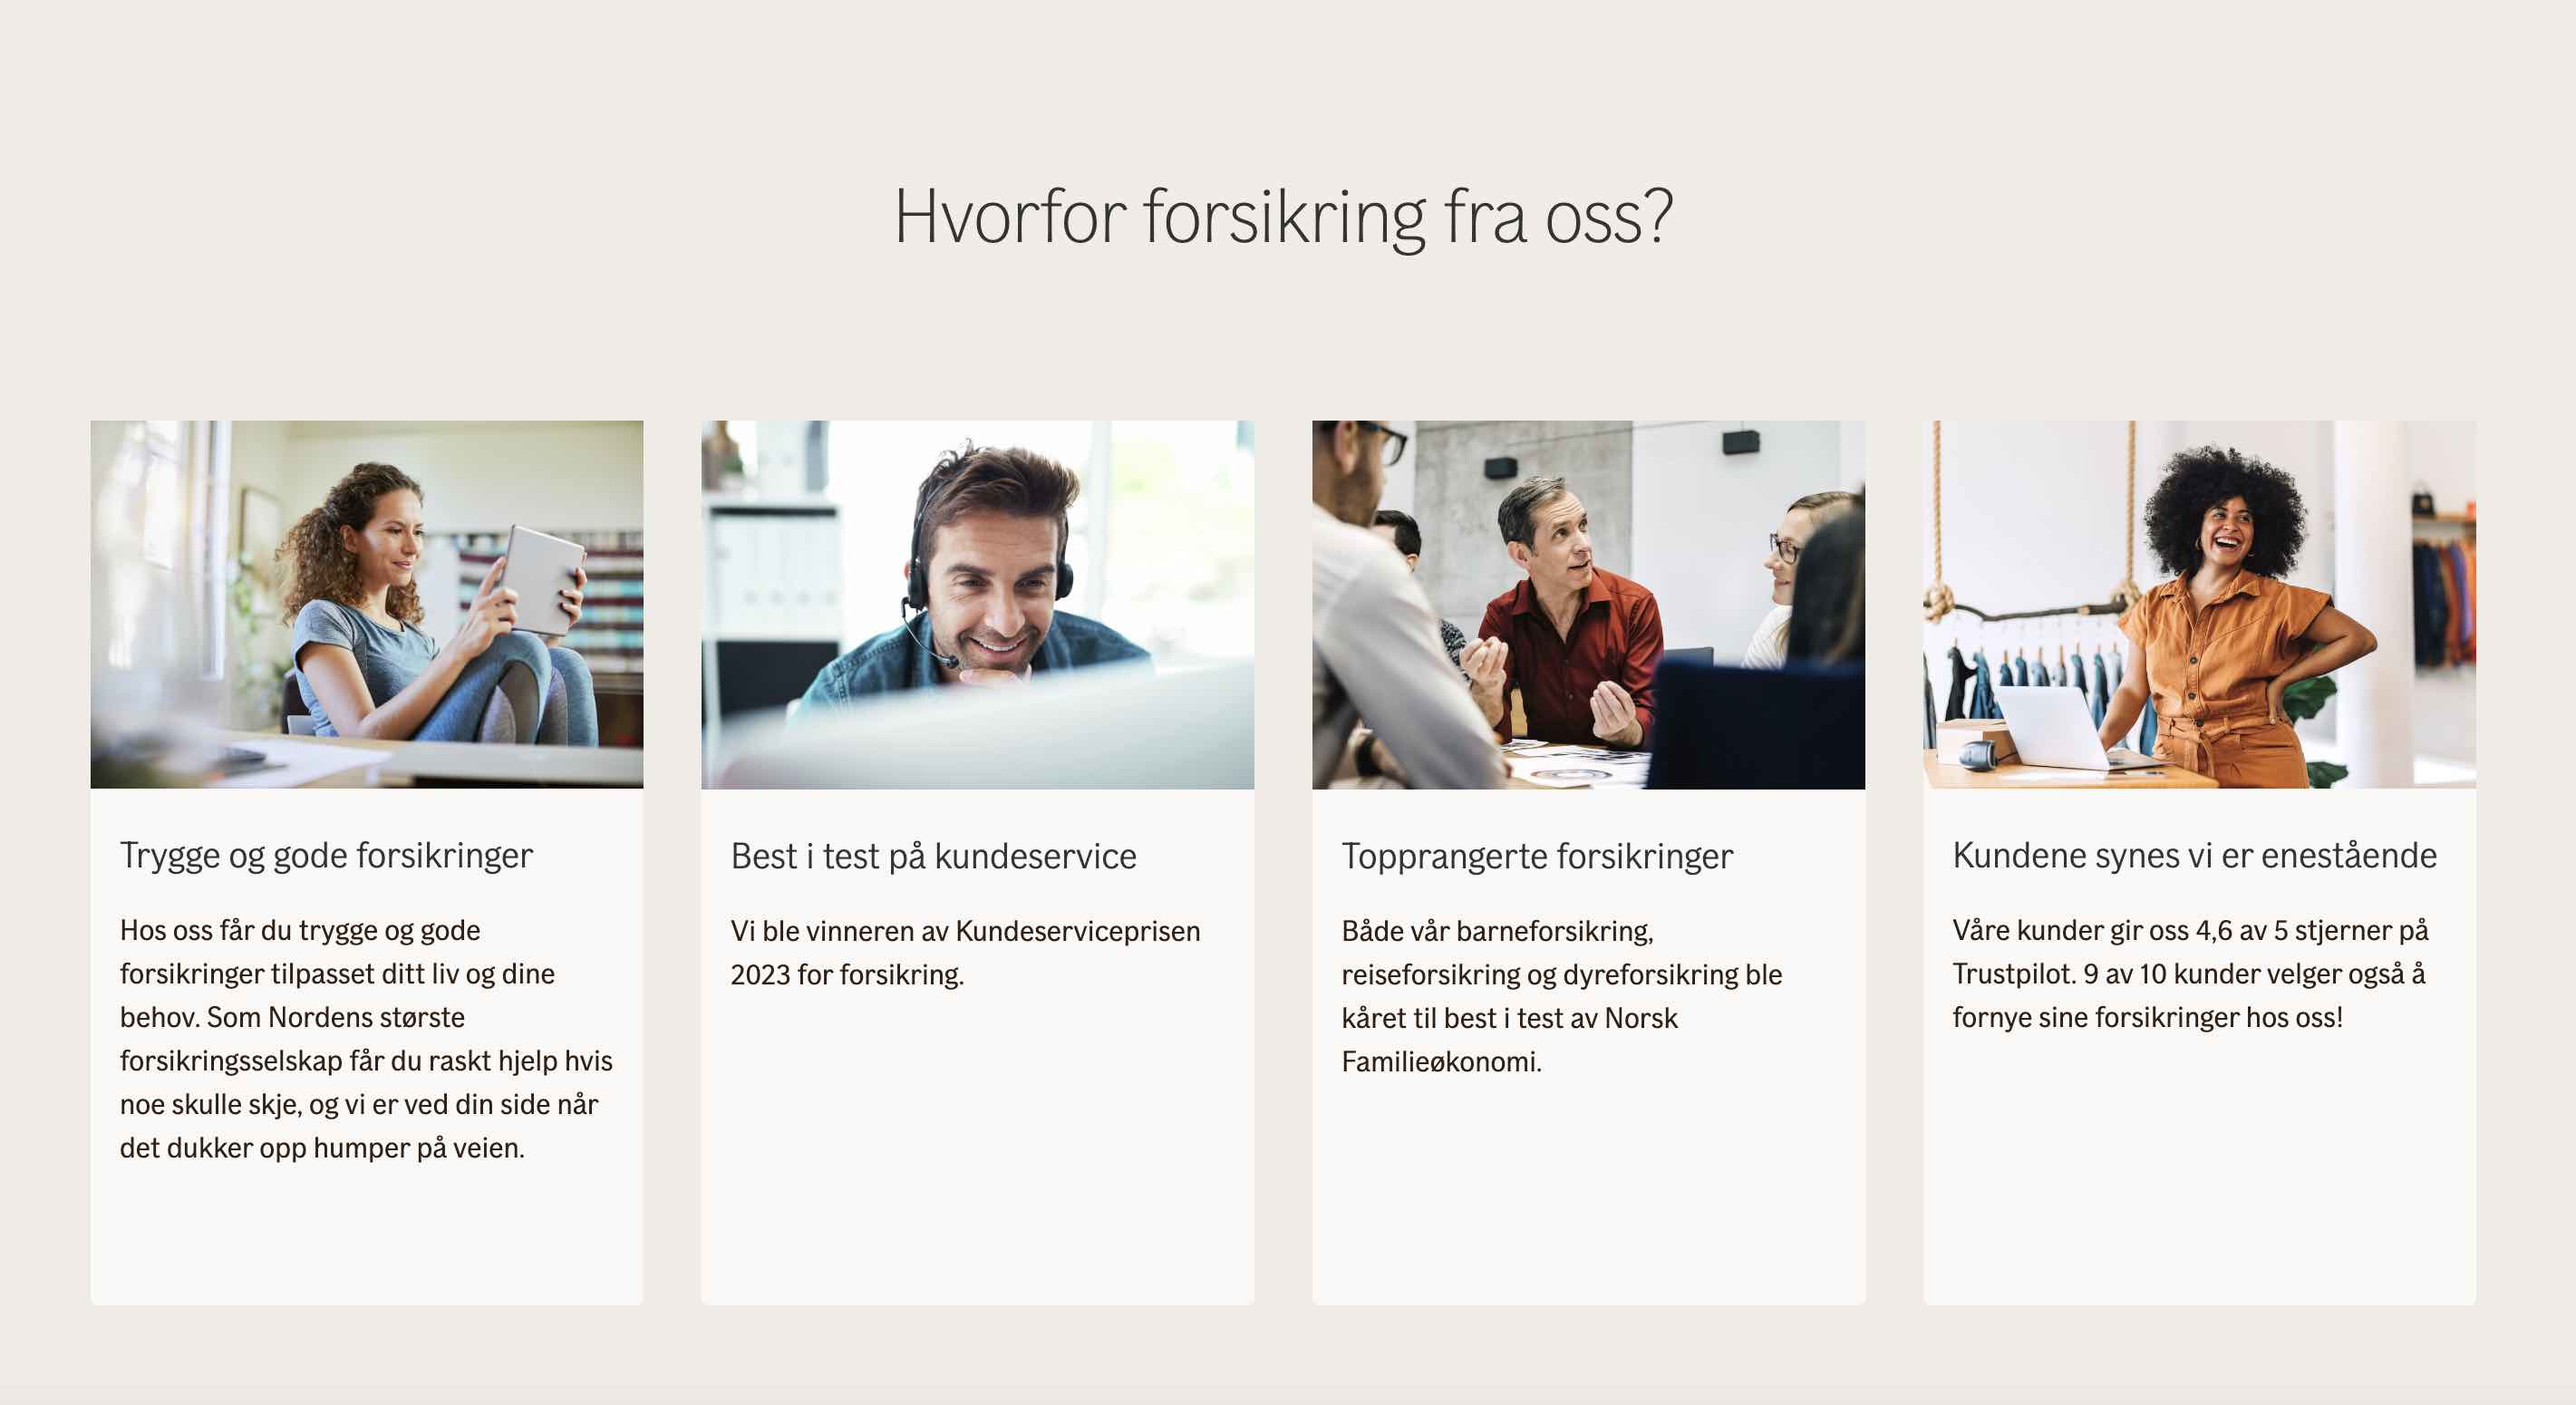 Hvorfor forsikring fra oss?
Trygge og gode forsikringer
Hos oss får du trygge og gode
forsikringer tilpasset ditt liv og dine
behov. Som Nordens største
forsikringsselskap får du raskt hjelp hvis
noe skulle skje, og vi er ved din side når
det dukker opp humper på veien.
Best i test på kundeservice
Vi ble vinneren av Kundeserviceprisen
2023 for forsikring.
Topprangerte forsikringer
Både vår barneforsikring,
reiseforsikring og dyreforsikring ble
kåret til best i test av Norsk
Familieøkonomi.
Kundene synes vi er enestående
Våre kunder gir oss 4,6 av 5 stjerner på
Trustpilot. 9 av 10 kunder velger også å
fornye sine forsikringer hos oss!